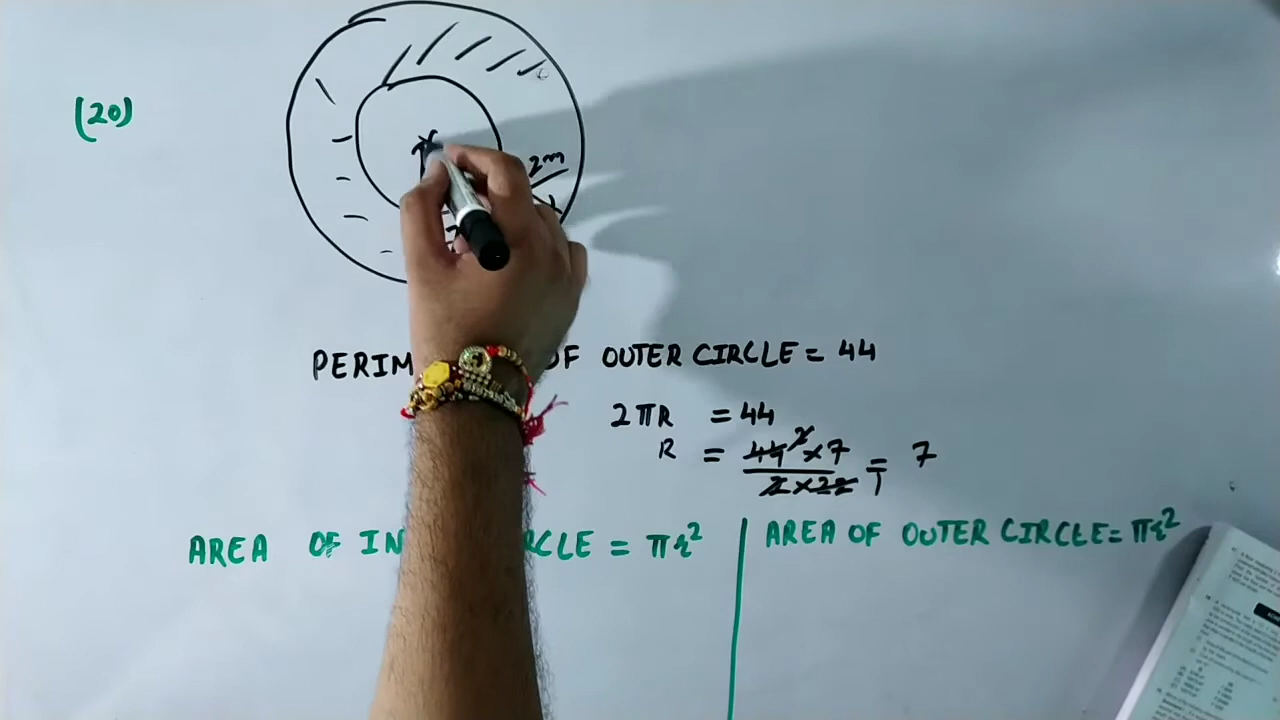 (20)
2m
PERIM OF OUTER CIRCLE = 44
2πR = 44
R = 44 2 × 7 / 2 × 22 = 7
AREA OF IN RCLE = πr²
AREA OF OUTER CIRCLE = πr²